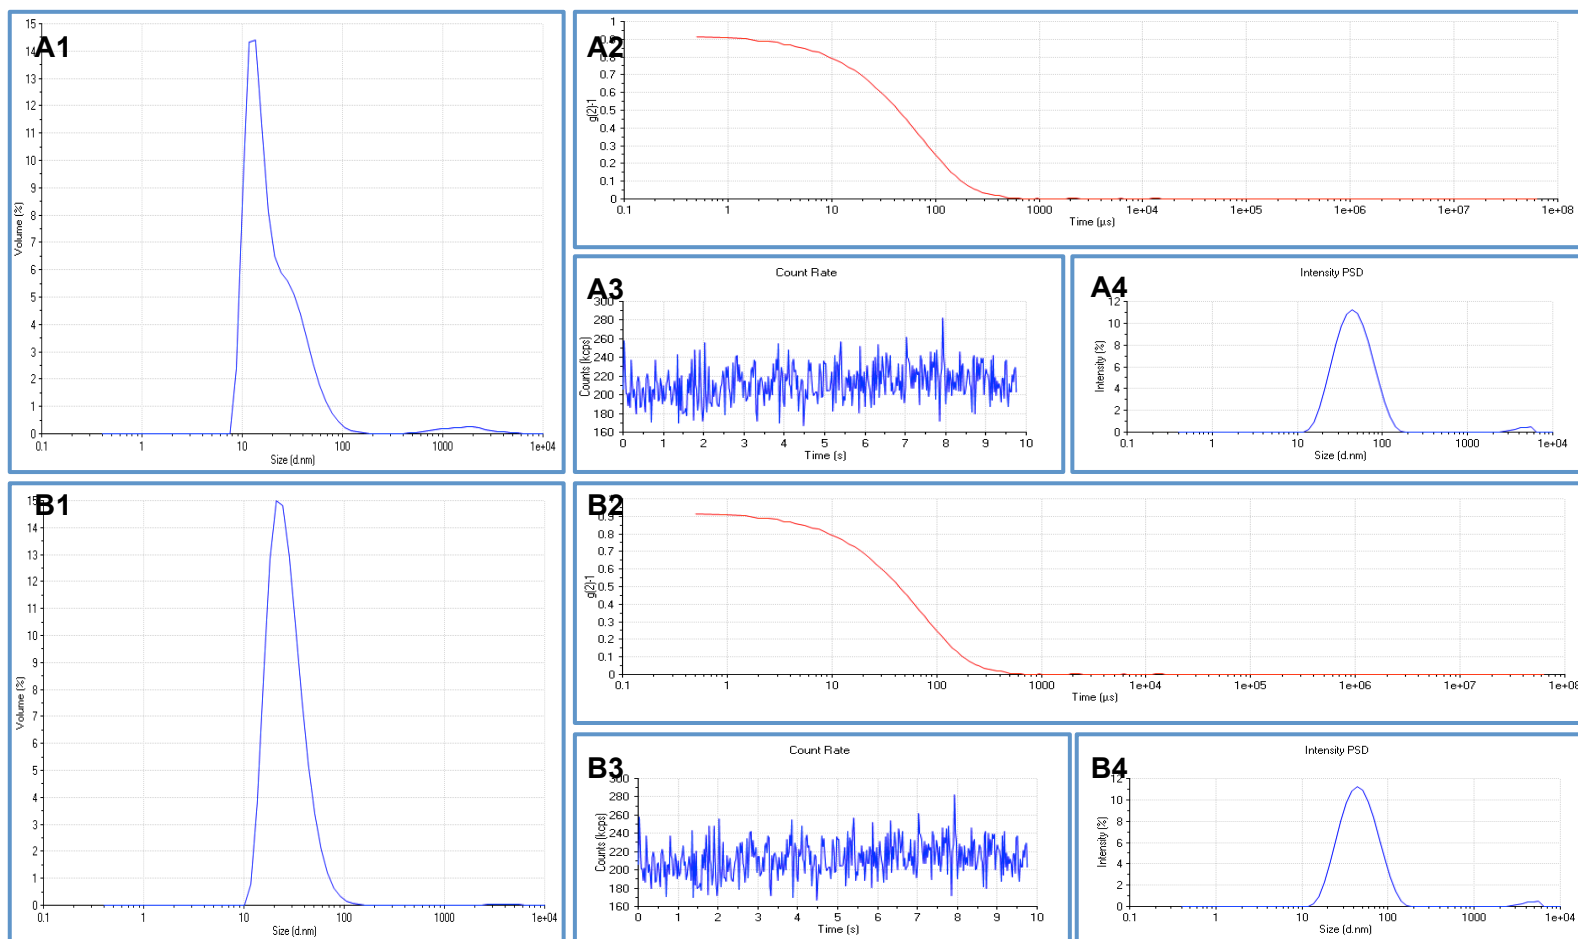 A1
15
14
13
12
11
10
9
8
7
6
5
4
3
2
1
0
Volume (%)
0.1 1 10 100 1000 1e+04
Size (d.nm)
A2
1
0.8
0.7
0.6
0.5
0.4
0.3
0.2
0.1
0
g(2)-1
0.1 1 10 100 1000 1e+04 1e+05 1e+06 1e+07 1e+08
Time (µs)
A3
Count Rate
300
280
260
240
220
200
180
160
Counts (kcps)
0 1 2 3 4 5 6 7 8 9 10
Time (s)
A4
Intensity PSD
12
10
8
6
4
2
0
Intensity (%)
0.1 1 10 100 1000 1e+04
Size (d.nm)
B1
15
14
13
12
11
10
9
8
7
6
5
4
3
2
1
0
Volume (%)
0.1 1 10 100 1000 1e+04
Size (d.nm)
B2
0.9
0.8
0.7
0.6
0.5
0.4
0.3
0.2
0.1
0
g(2)-1
0.1 1 10 100 1000 1e+04 1e+05 1e+06 1e+07 1e+08
Time (µs)
B3
Count Rate
300
280
260
240
220
200
180
160
Counts (kcps)
0 1 2 3 4 5 6 7 8 9 10
Time (s)
B4
Intensity PSD
12
10
8
6
4
2
0
Intensity (%)
0.1 1 10 100 1000 1e+04
Size (d.nm)